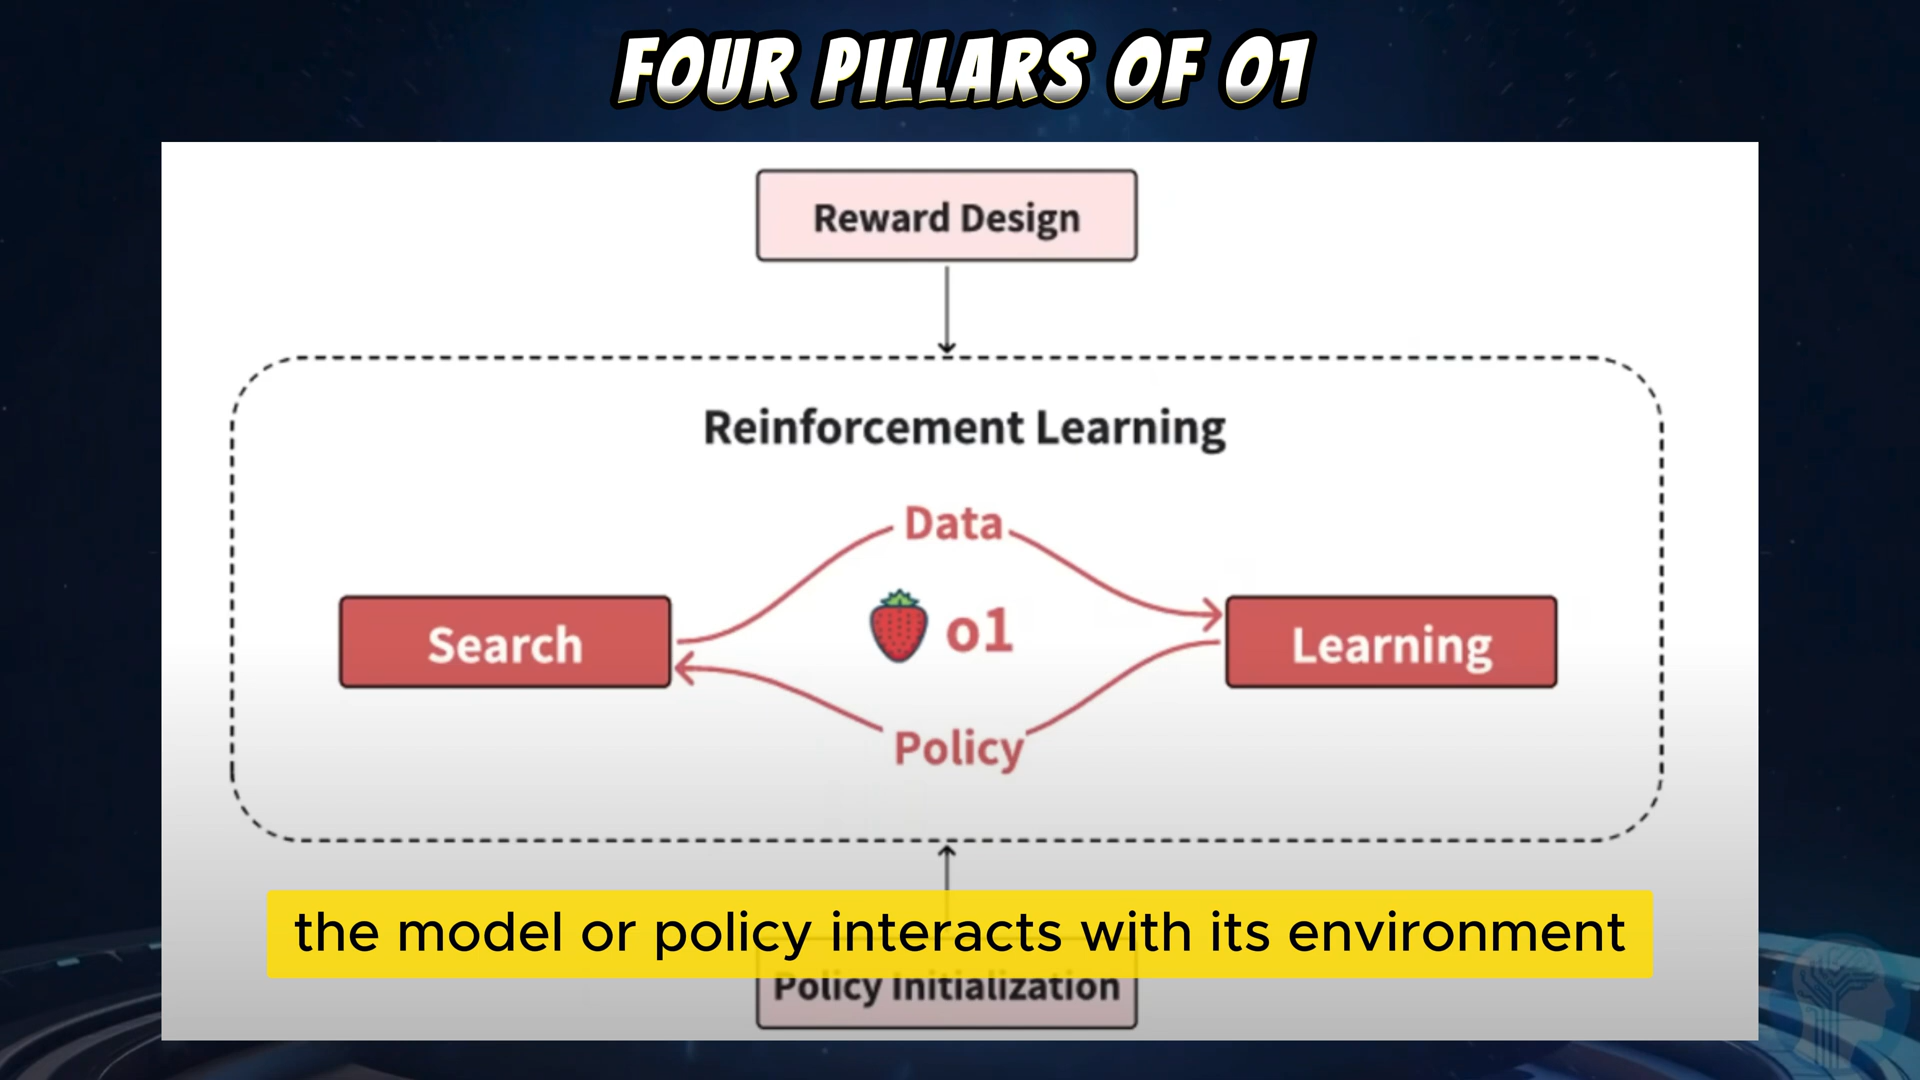 FOUR PILLARS OF O1
Reward Design
Reinforcement Learning
Data
o1
Search
Learning
Policy
the model or policy interacts with its environment
Policy Initialization